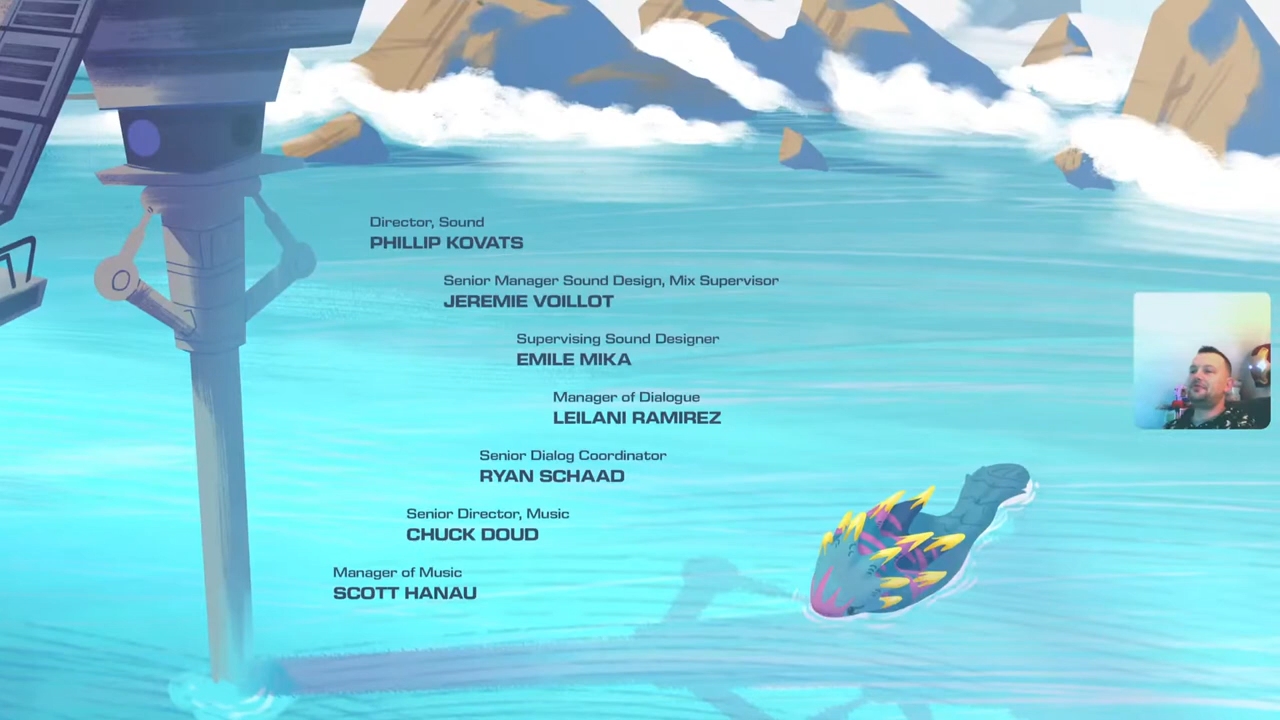 Director, Sound
PHILLIP KOVATS
Senior Manager Sound Design, Mix Supervisor
JEREMIE VOILLOT
Supervising Sound Designer
EMILE MIKA
Manager of Dialogue
LEILANI RAMIREZ
Senior Dialog Coordinator
RYAN SCHAAD
Senior Director, Music
CHUCK DOUD
Manager of Music
SCOTT HANAU